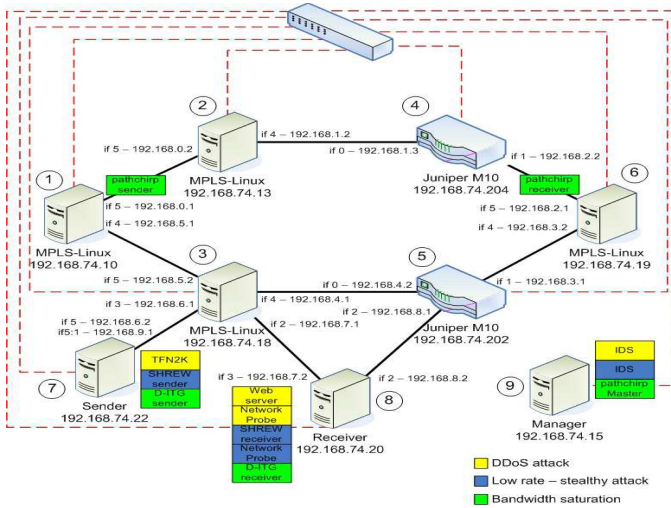 2
4
if 4 – 192.168.1.2
if 5 – 192.168.0.2
if 0 – 192.168.1.3
if 1 – 192.168.2.2
1
pathchirp
sender
MPLS-Linux
192.168.74.13
Juniper M10
192.168.74.204
pathchirp
receiver
6
if 5 – 192.168.0.1
if 4 – 192.168.5.1
if 5 – 192.168.2.1
if 4 – 192.168.3.2
MPLS-Linux
192.168.74.10
3
5
MPLS-Linux
192.168.74.19
if 5 – 192.168.5.2
if 3 – 192.168.6.1
if 0 – 192.168.4.2
if 4 – 192.168.4.1
if 1 – 192.168.3.1
if 2 – 192.168.8.1
if 5 – 192.168.6.2
if5:1 – 192.168.9.1
MPLS-Linux
192.168.74.18
if 2 – 192.168.7.1
Juniper M10
192.168.74.202
7
TFN2K
SHREW
sender
D-ITG
sender
Sender
192.168.74.22
if 3 – 192.168.7.2
if 2 – 192.168.8.2
8
Web
server
Network
Probe
SHREW
receiver
Network
Probe
D-ITG
receiver
Receiver
192.168.74.20
9
IDS
IDS
pathchirp
Master
Manager
192.168.74.15
DDoS attack
Low rate – stealthy attack
Bandwidth saturation